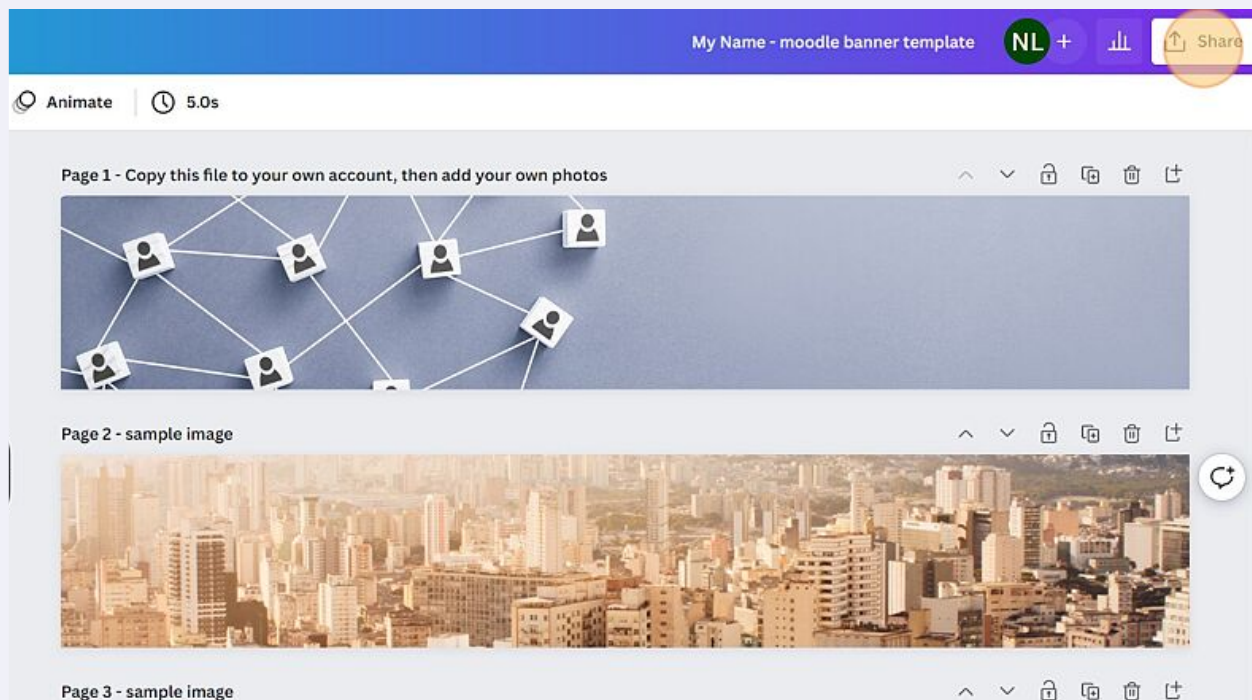 My Name - moodle banner template NL + Share
Animate 5.0s
Page 1 - Copy this file to your own account, then add your own photos
Page 2 - sample image
Page 3 - sample image